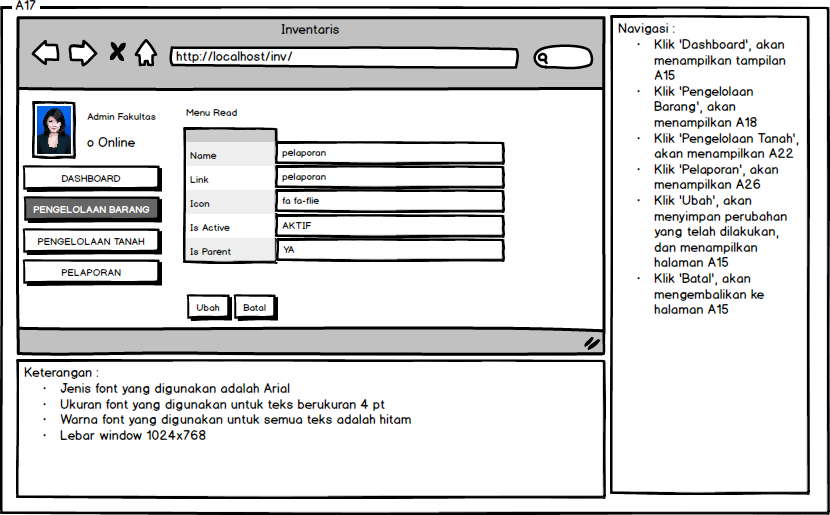 A17
Inventaris
http://localhost/inv/
Admin Fakultas
o Online
DASHBOARD
PENGELOLAAN BARANG
PENGELOLAAN TANAH
PELAPORAN
Menu Read
Name pelaporan
Link pelaporan
Icon fa fa-flie
Is Active AKTIF
Is Parent YA
Ubah Batal
Navigasi :
· Klik 'Dashboard', akan
menampilkan tampilan
A15
· Klik 'Pengelolaan
Barang', akan
menampilkan A18
· Klik 'Pengelolaan Tanah',
akan menampilkan A22
· Klik 'Pelaporan', akan
menampilkan A26
· Klik 'Ubah', akan
menyimpan perubahan
yang telah dilakukan,
dan menampilkan
halaman A15
· Klik 'Batal', akan
mengembalikan ke
halaman A15
Keterangan :
· Jenis font yang digunakan adalah Arial
· Ukuran font yang digunakan untuk teks berukuran 4 pt
· Warna font yang digunakan untuk semua teks adalah hitam
· Lebar window 1024x768